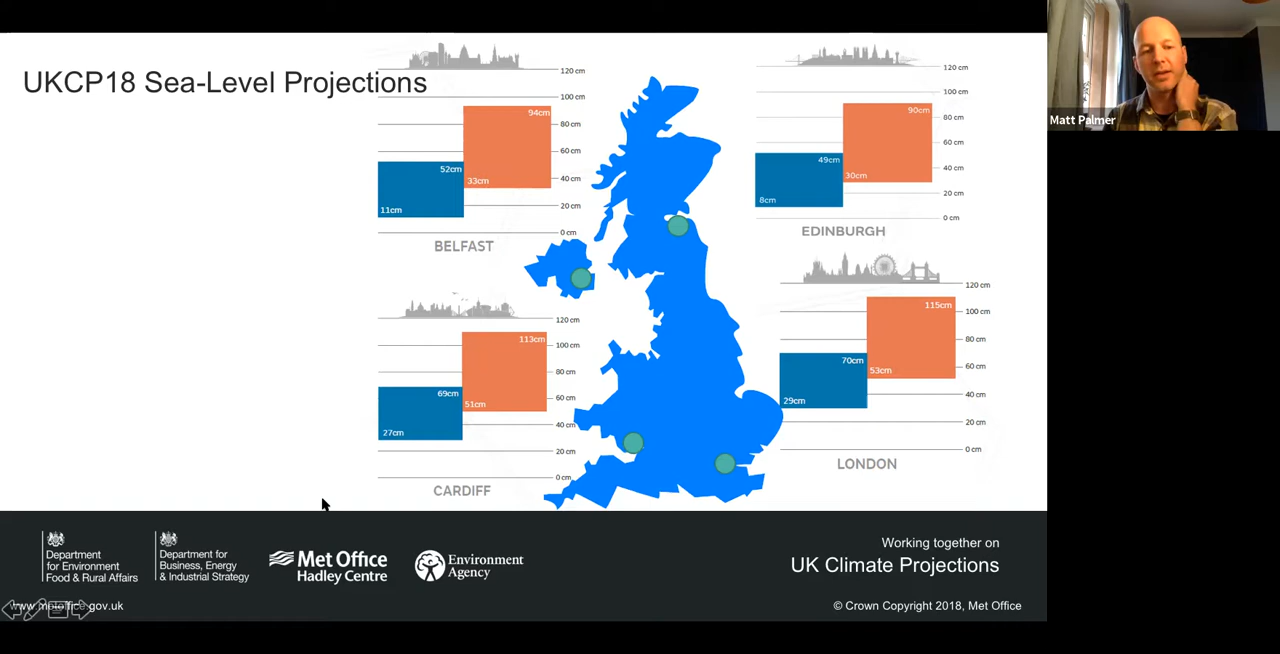 UKCP18 Sea-Level Projections
120 cm
100 cm
80 cm
60 cm
40 cm
20 cm
0 cm
94cm
52cm
33cm
11cm
BELFAST
120 cm
100 cm
80 cm
60 cm
40 cm
20 cm
0 cm
90cm
49cm
30cm
8cm
EDINBURGH
120 cm
100 cm
80 cm
60 cm
40 cm
20 cm
0 cm
113cm
69cm
51cm
27cm
CARDIFF
120 cm
100 cm
80 cm
60 cm
40 cm
20 cm
0 cm
115cm
70cm
53cm
29cm
LONDON
Matt Palmer
Department
for Environment
Food & Rural Affairs
Department for
Business, Energy
& Industrial Strategy
Met Office
Hadley Centre
Environment
Agency
Working together on
UK Climate Projections
www.metoffice.gov.uk
© Crown Copyright 2018, Met Office